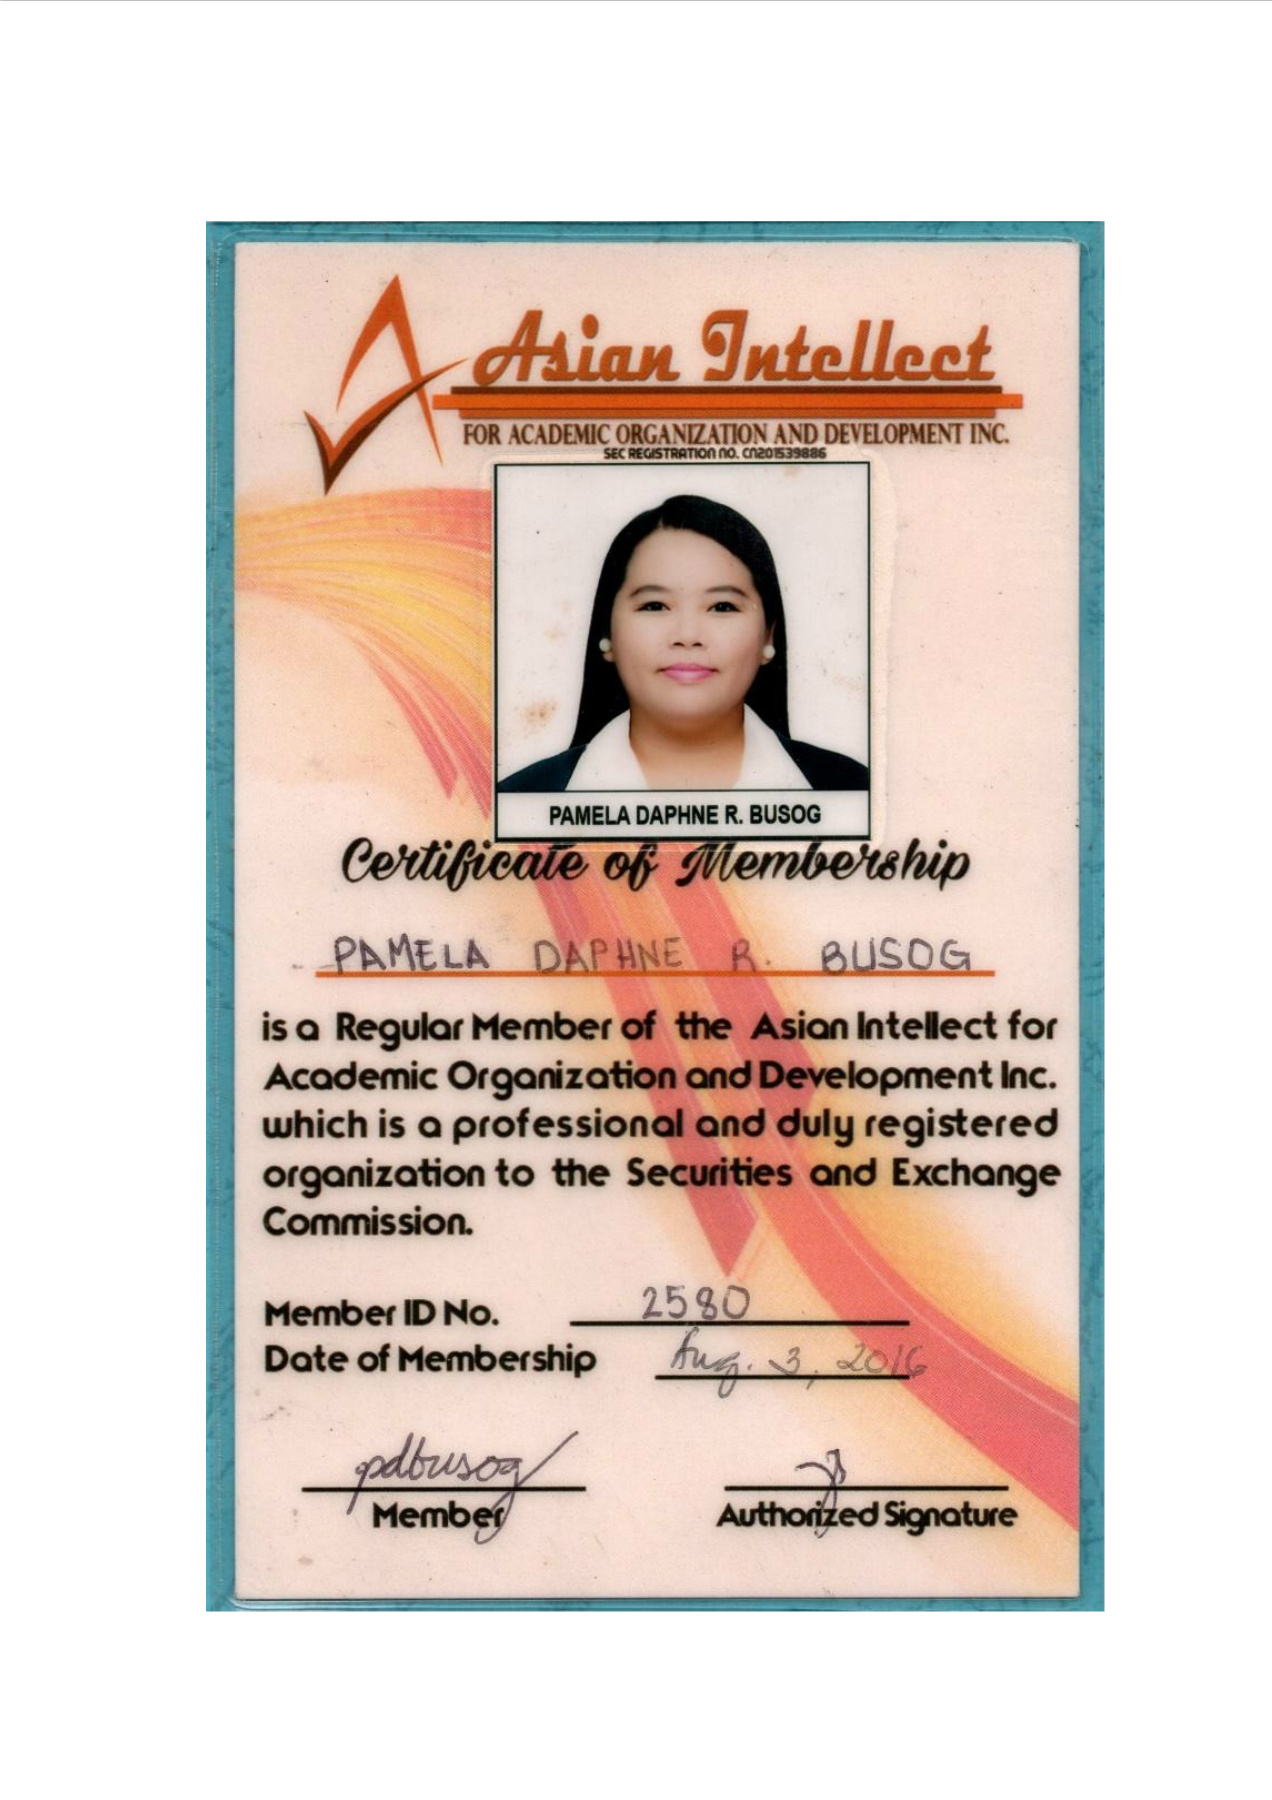 Asian Intellect
FOR ACADEMIC ORGANIZATION AND DEVELOPMENT INC.
SEC REGISTRATION NO. CN201539886
PAMELA DAPHNE R. BUSOG
Certificate of Membership
PAMELA DAPHNE R. BUSOG
is a Regular Member of the Asian Intellect for
Academic Organization and Development Inc.
which is a professional and duly registered
organization to the Securities and Exchange
Commission.
Member ID No. 2580
Date of Membership Aug. 3, 2016
pdbusog
Member
Authorized Signature